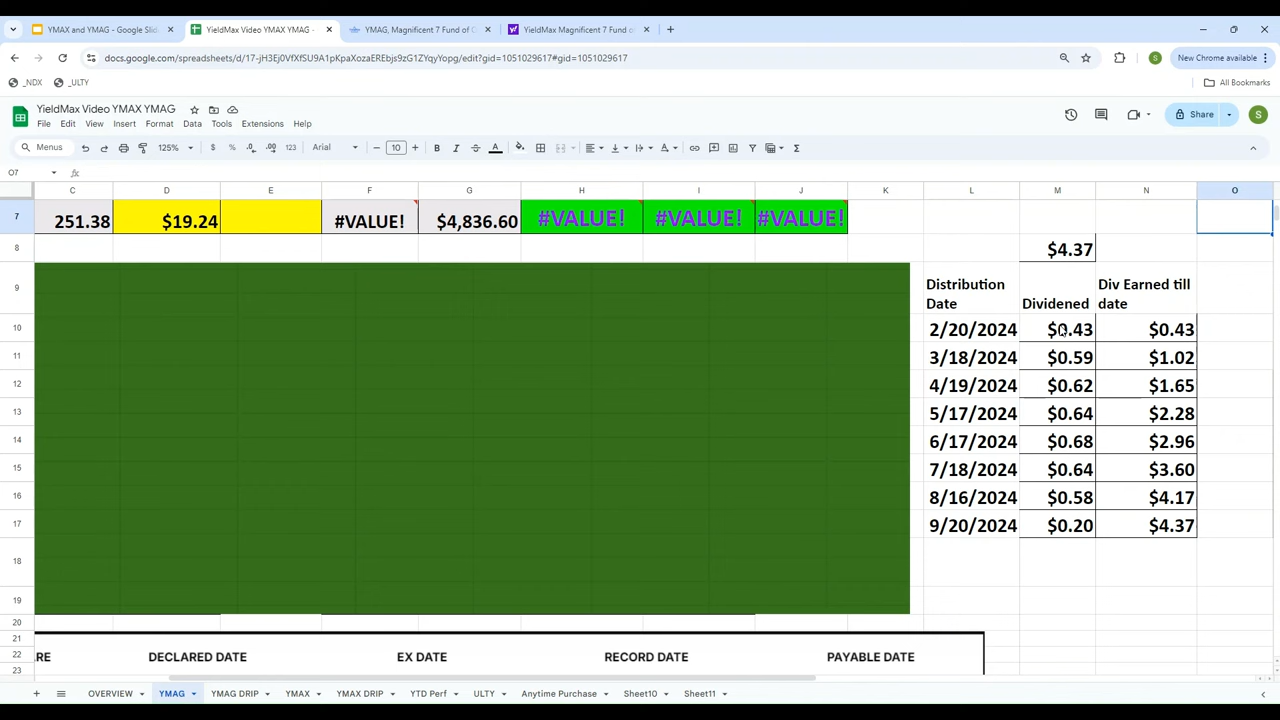 YMAX and YMAG - Google Slid
YieldMax Video YMAX YMAG -
YMAG, Magnificent 7 Fund of O
YieldMax Magnificent 7 Fund of
docs.google.com/spreadsheets/d/
New Chrome available
_NDX
_ULTY
All Bookmarks
YieldMax Video YMAX YMAG
File Edit View Insert Format Data Tools Extensions Help
Share
S
Menus 125% $ % .0 .00 123 Arial 10 B I A
O7 fx
C D E F G H I J K L M N O
7 251.38 $19.24 #VALUE! $4,836.60 #VALUE! #VALUE! #VALUE!
8 $4.37
9 Distribution Date Dividened Div Earned till date
10 2/20/2024 $0.43 $0.43
11 3/18/2024 $0.59 $1.02
12 4/19/2024 $0.62 $1.65
13 5/17/2024 $0.64 $2.28
14 6/17/2024 $0.68 $2.96
15 7/18/2024 $0.64 $3.60
16 8/16/2024 $0.58 $4.17
17 9/20/2024 $0.20 $4.37
18
19
20
21
22 RE DECLARED DATE EX DATE RECORD DATE PAYABLE DATE
23
OVERVIEW YMAG YMAG DRIP YMAX YMAX DRIP YTD Perf ULTY Anytime Purchase Sheet10 Sheet11